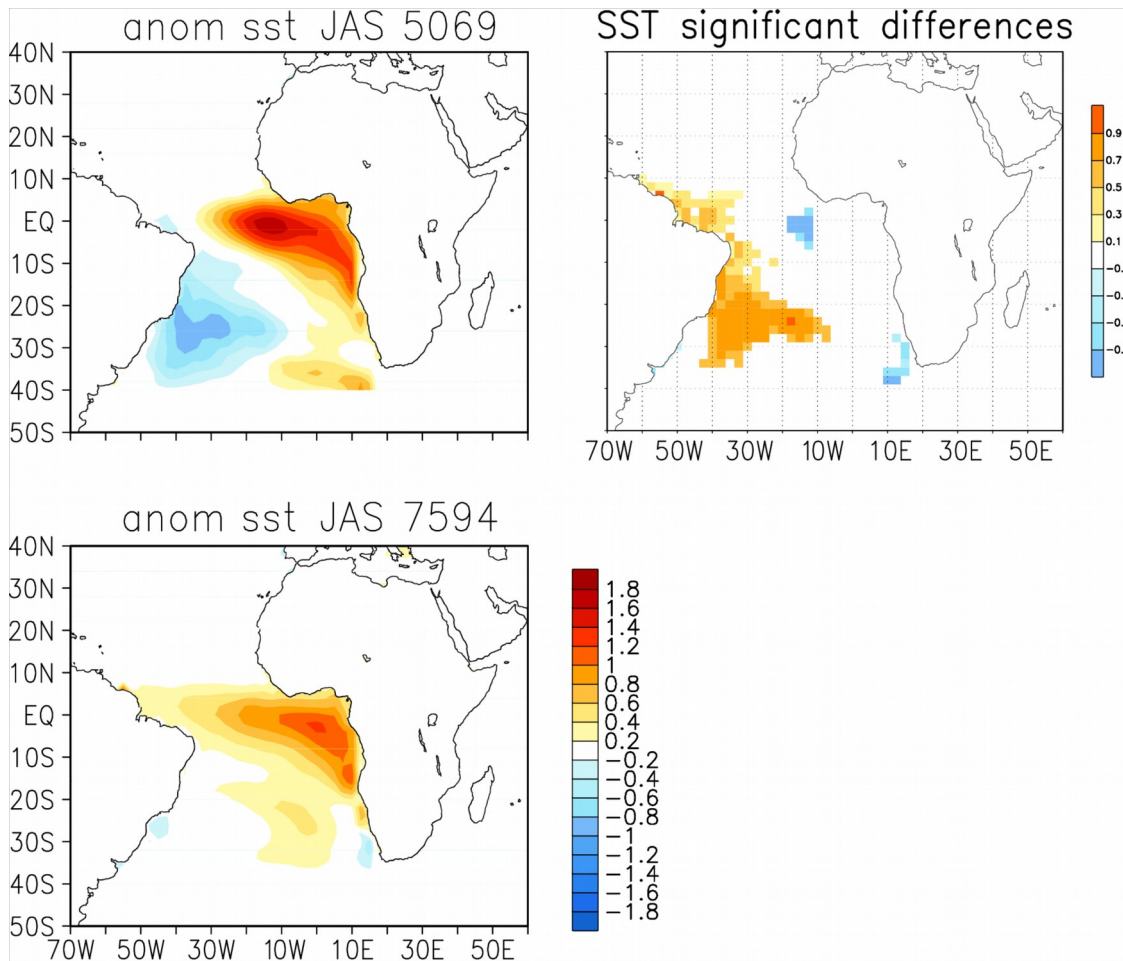 anom sst JAS 5069
40N
30N
20N
10N
EQ
10S
20S
30S
40S
50S
SST significant differences
0.9
0.7
0.5
0.3
0.1
-0.
-0.
-0.
70W 50W 30W 10W 10E 30E 50E
anom sst JAS 7594
40N
30N
20N
10N
EQ
10S
20S
30S
40S
50S
70W 50W 30W 10W 10E 30E 50E
1.8
1.6
1.4
1.2
1
0.8
0.6
0.4
0.2
-0.2
-0.4
-0.6
-0.8
-1
-1.2
-1.4
-1.6
-1.8